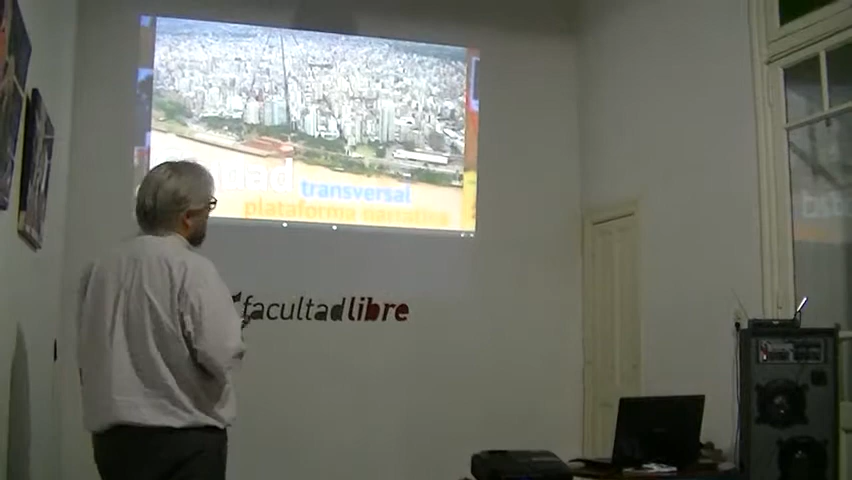 transversal
plataforma narrativa
facultadlibre